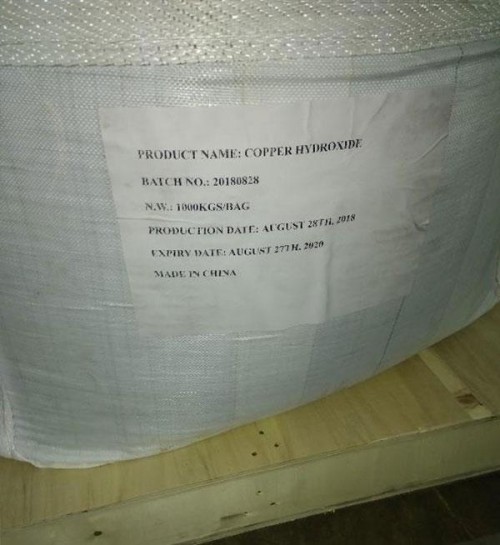 PRODUCT NAME: COPPER HYDROXIDE
BATCH NO.: 20180828
N.W.: 1000KGS/BAG
PRODUCTION DATE: AUGUST 28TH, 2018
EXPIRY DATE: AUGUST 27TH, 2020
MADE IN CHINA